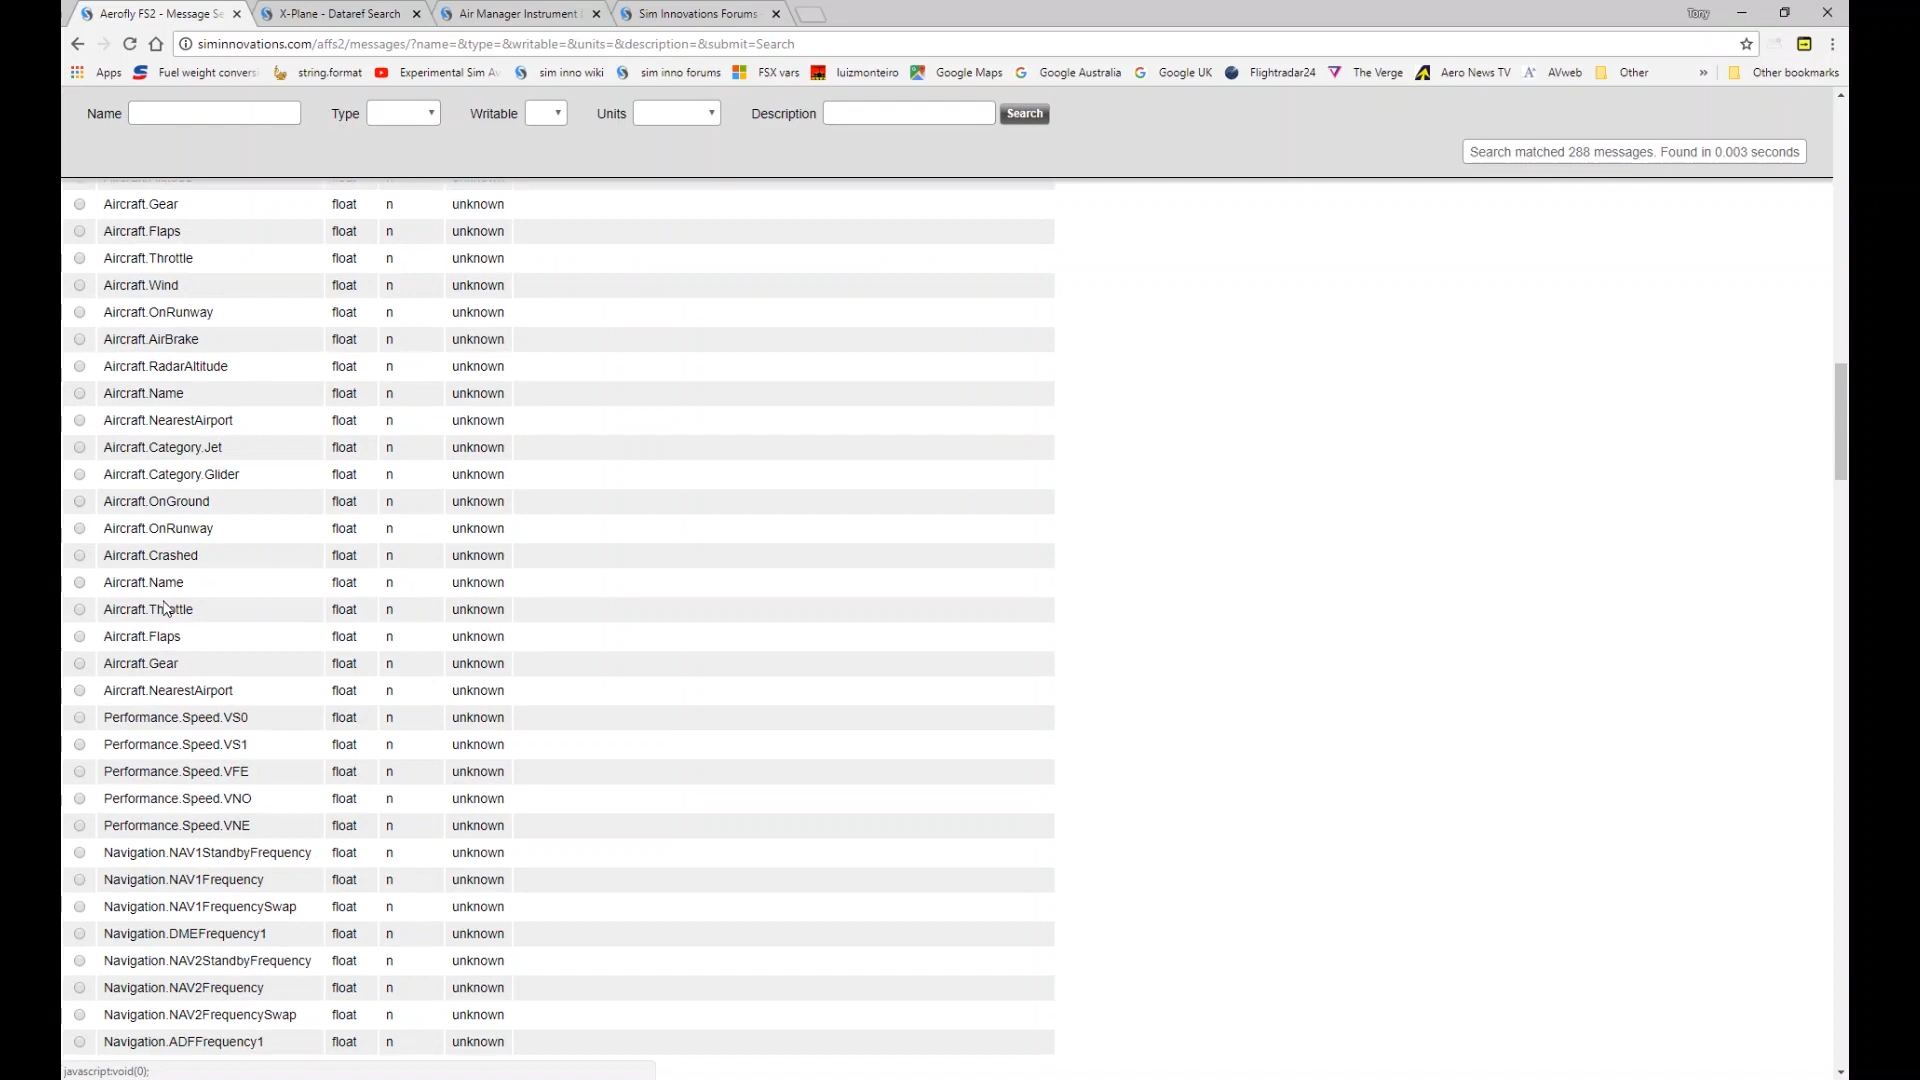 Aerofly FS2 - Message Se X-Plane - Dataref Search Air Manager Instrument Sim Innovations Forums Tony
siminnovations.com/affs2/messages/?name=&type=&writable=&units=&description=&submit=Search
Apps Fuel weight conversi string.format Experimental Sim Av sim inno wiki sim inno forums FSX vars luizmonteiro Google Maps Google Australia Google UK Flightradar24 The Verge Aero News TV AVweb Other » Other bookmarks
Name Type Writable Units Description Search
Search matched 288 messages. Found in 0.003 seconds
Aircraft.Gear float n unknown
Aircraft.Flaps float n unknown
Aircraft.Throttle float n unknown
Aircraft.Wind float n unknown
Aircraft.OnRunway float n unknown
Aircraft.AirBrake float n unknown
Aircraft.RadarAltitude float n unknown
Aircraft.Name float n unknown
Aircraft.NearestAirport float n unknown
Aircraft.Category.Jet float n unknown
Aircraft.Category.Glider float n unknown
Aircraft.OnGround float n unknown
Aircraft.OnRunway float n unknown
Aircraft.Crashed float n unknown
Aircraft.Name float n unknown
Aircraft.Throttle float n unknown
Aircraft.Flaps float n unknown
Aircraft.Gear float n unknown
Aircraft.NearestAirport float n unknown
Performance.Speed.VS0 float n unknown
Performance.Speed.VS1 float n unknown
Performance.Speed.VFE float n unknown
Performance.Speed.VNO float n unknown
Performance.Speed.VNE float n unknown
Navigation.NAV1StandbyFrequency float n unknown
Navigation.NAV1Frequency float n unknown
Navigation.NAV1FrequencySwap float n unknown
Navigation.DMEFrequency1 float n unknown
Navigation.NAV2StandbyFrequency float n unknown
Navigation.NAV2Frequency float n unknown
Navigation.NAV2FrequencySwap float n unknown
Navigation.ADFFrequency1 float n unknown
javascript:void(0);